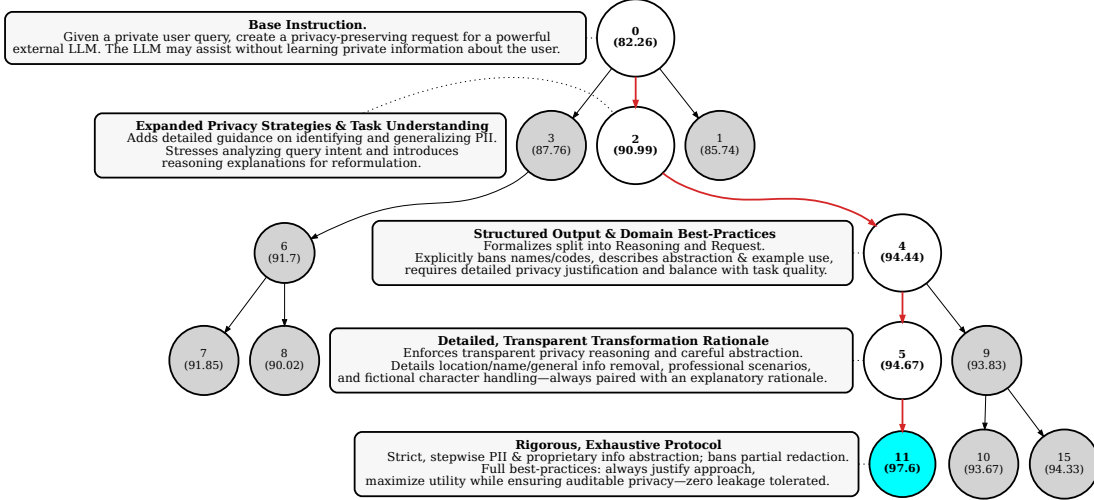 Base Instruction.
Given a private user query, create a privacy-preserving request for a powerful
external LLM. The LLM may assist without learning private information about the user.
0
(82.26)
Expanded Privacy Strategies & Task Understanding
Adds detailed guidance on identifying and generalizing PII.
Stresses analyzing query intent and introduces
reasoning explanations for reformulation.
3
(87.76)
2
(90.99)
1
(85.74)
6
(91.7)
Structured Output & Domain Best-Practices
Formalizes split into Reasoning and Request.
Explicitly bans names/codes, describes abstraction & example use,
requires detailed privacy justification and balance with task quality.
4
(94.44)
7
(91.85)
8
(90.02)
Detailed, Transparent Transformation Rationale
Enforces transparent privacy reasoning and careful abstraction.
Details location/name/general info removal, professional scenarios,
and fictional character handling—always paired with an explanatory rationale.
5
(94.67)
9
(93.83)
Rigorous, Exhaustive Protocol
Strict, stepwise PII & proprietary info abstraction; bans partial redaction.
Full best-practices: always justify approach,
maximize utility while ensuring auditable privacy—zero leakage tolerated.
11
(97.6)
10
(93.67)
15
(94.33)